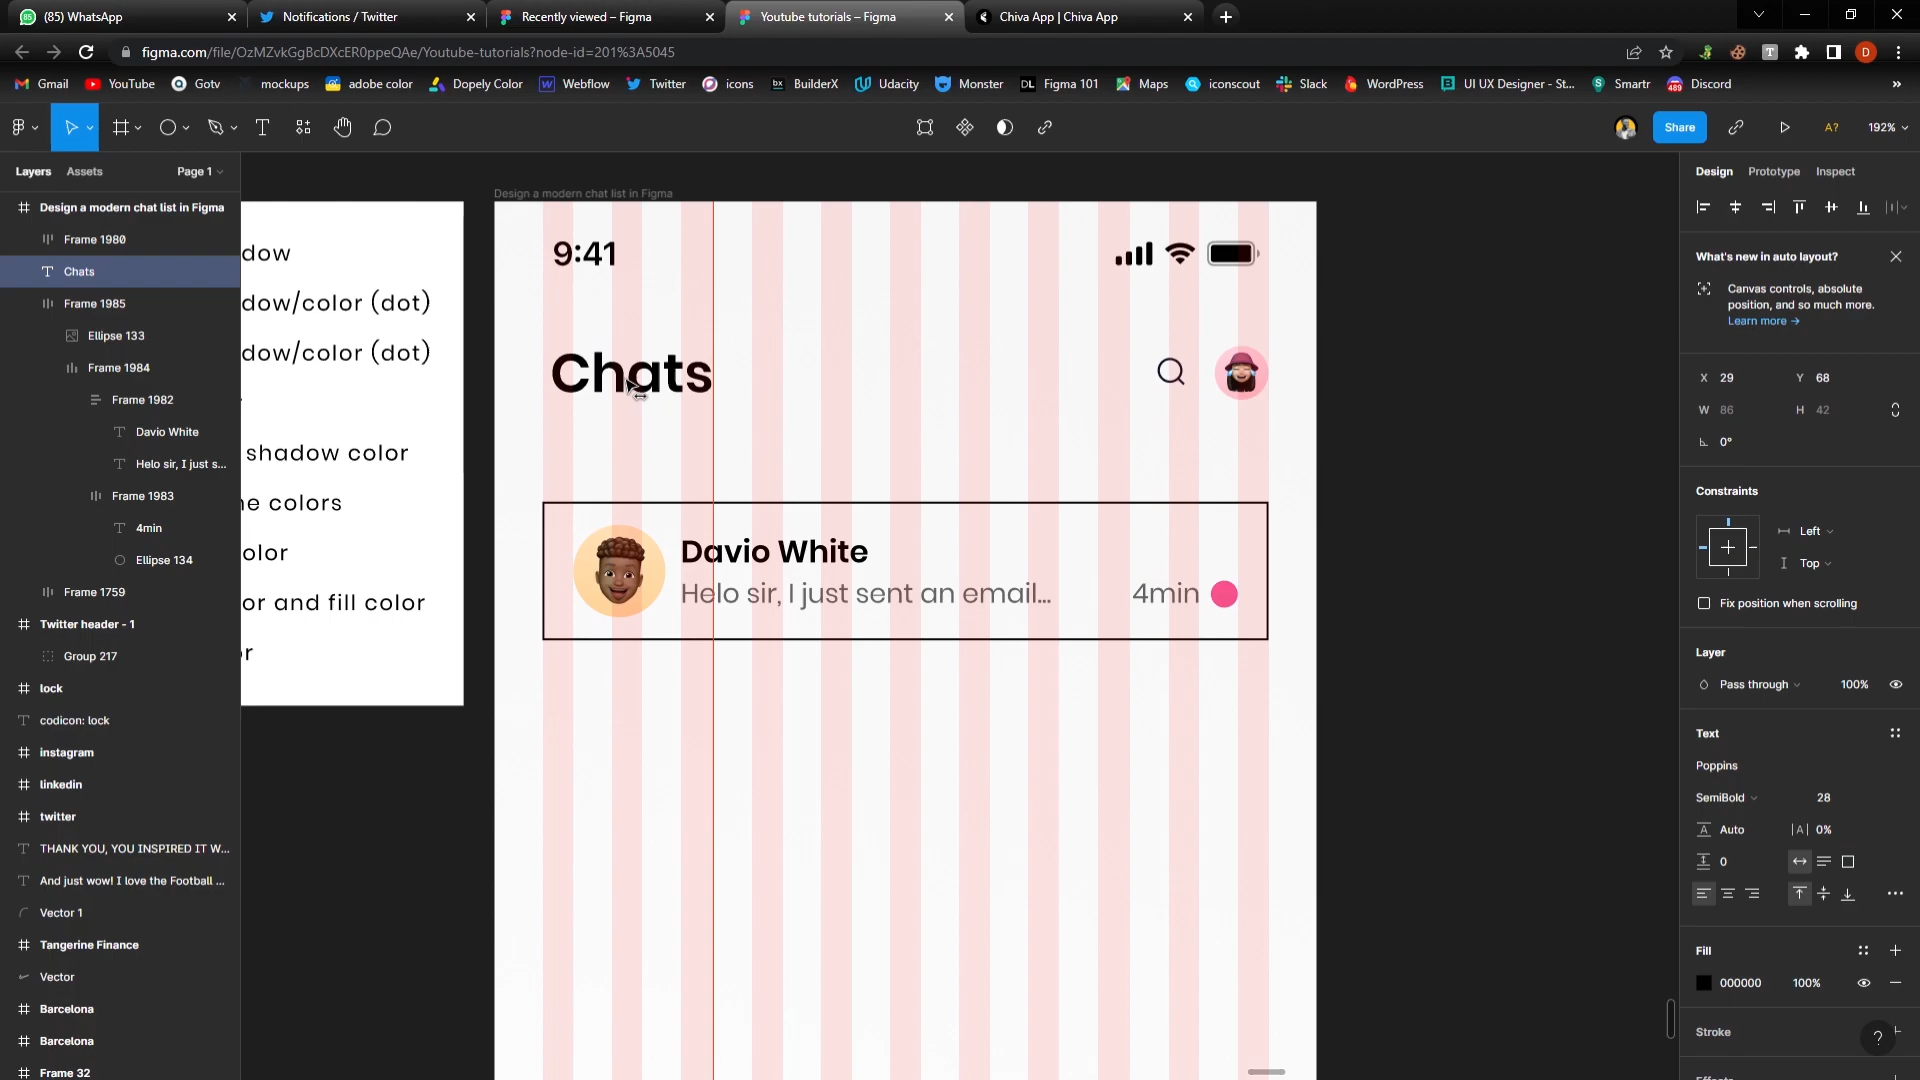 (85) WhatsApp
Notifications / Twitter
Recently viewed – Figma
Youtube tutorials – Figma
Chiva App | Chiva App
figma.com/file/OzMZvkGgBcDXcER0ppeQAe/Youtube-tutorials?node-id=201%3A5045
Gmail
YouTube
Gotv
mockups
adobe color
Dopely Color
Webflow
Twitter
icons
BuilderX
Udacity
Monster
Figma 101
Maps
iconscout
Slack
WordPress
UI UX Designer - St...
Smartr
Discord
Share
A?
192%
Layers
Assets
Page 1
Design a modern chat list in Figma
Frame 1980
Chats
Frame 1985
Ellipse 133
Frame 1984
Frame 1982
Davio White
Helo sir, I just s...
Frame 1983
4min
Ellipse 134
Frame 1759
Twitter header - 1
Group 217
lock
codicon: lock
instagram
linkedin
twitter
THANK YOU, YOU INSPIRED IT W...
And just wow! I love the Football ...
Vector 1
Tangerine Finance
Vector
Barcelona
Barcelona
Frame 32
dow
dow/color (dot)
dow/color (dot)
shadow color
ne colors
olor
or and fill color
r
Design a modern chat list in Figma
9:41
Chats
Davio White
Helo sir, I just sent an email...
4min
Design
Prototype
Inspect
What's new in auto layout?
Canvas controls, absolute
position, and so much more.
Learn more →
X 29
Y 68
W 86
H 42
0°
Constraints
Left
Top
Fix position when scrolling
Layer
Pass through
100%
Text
Poppins
SemiBold
28
Auto
0%
0
Fill
000000
100%
Stroke
?